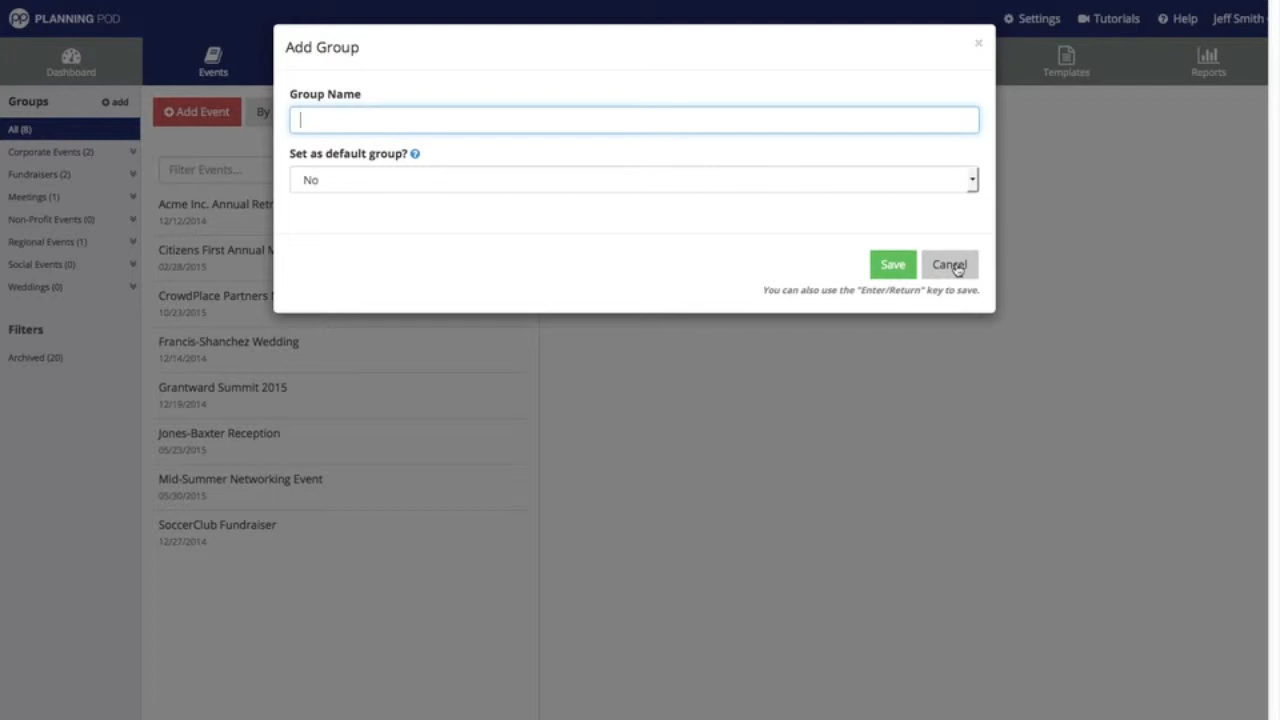 pp PLANNING POD
Settings
Tutorials
Help
Jeff Smith
Dashboard
Events
Templates
Reports
Groups
add
All (8)
Corporate Events (2)
Fundraisers (2)
Meetings (1)
Non-Profit Events (0)
Regional Events (1)
Social Events (0)
Weddings (0)
Filters
Archived (20)
Add Event
By
Filter Events...
Acme Inc. Annual Retr
12/12/2014
Citizens First Annual M
02/28/2015
CrowdPlace Partners
10/23/2015
Francis-Shanchez Wedding
12/14/2014
Grantward Summit 2015
12/19/2014
Jones-Baxter Reception
05/23/2015
Mid-Summer Networking Event
05/30/2015
SoccerClub Fundraiser
12/27/2014
Add Group
×
Group Name
Set as default group?
No
Save
Cancel
You can also use the "Enter/Return" key to save.